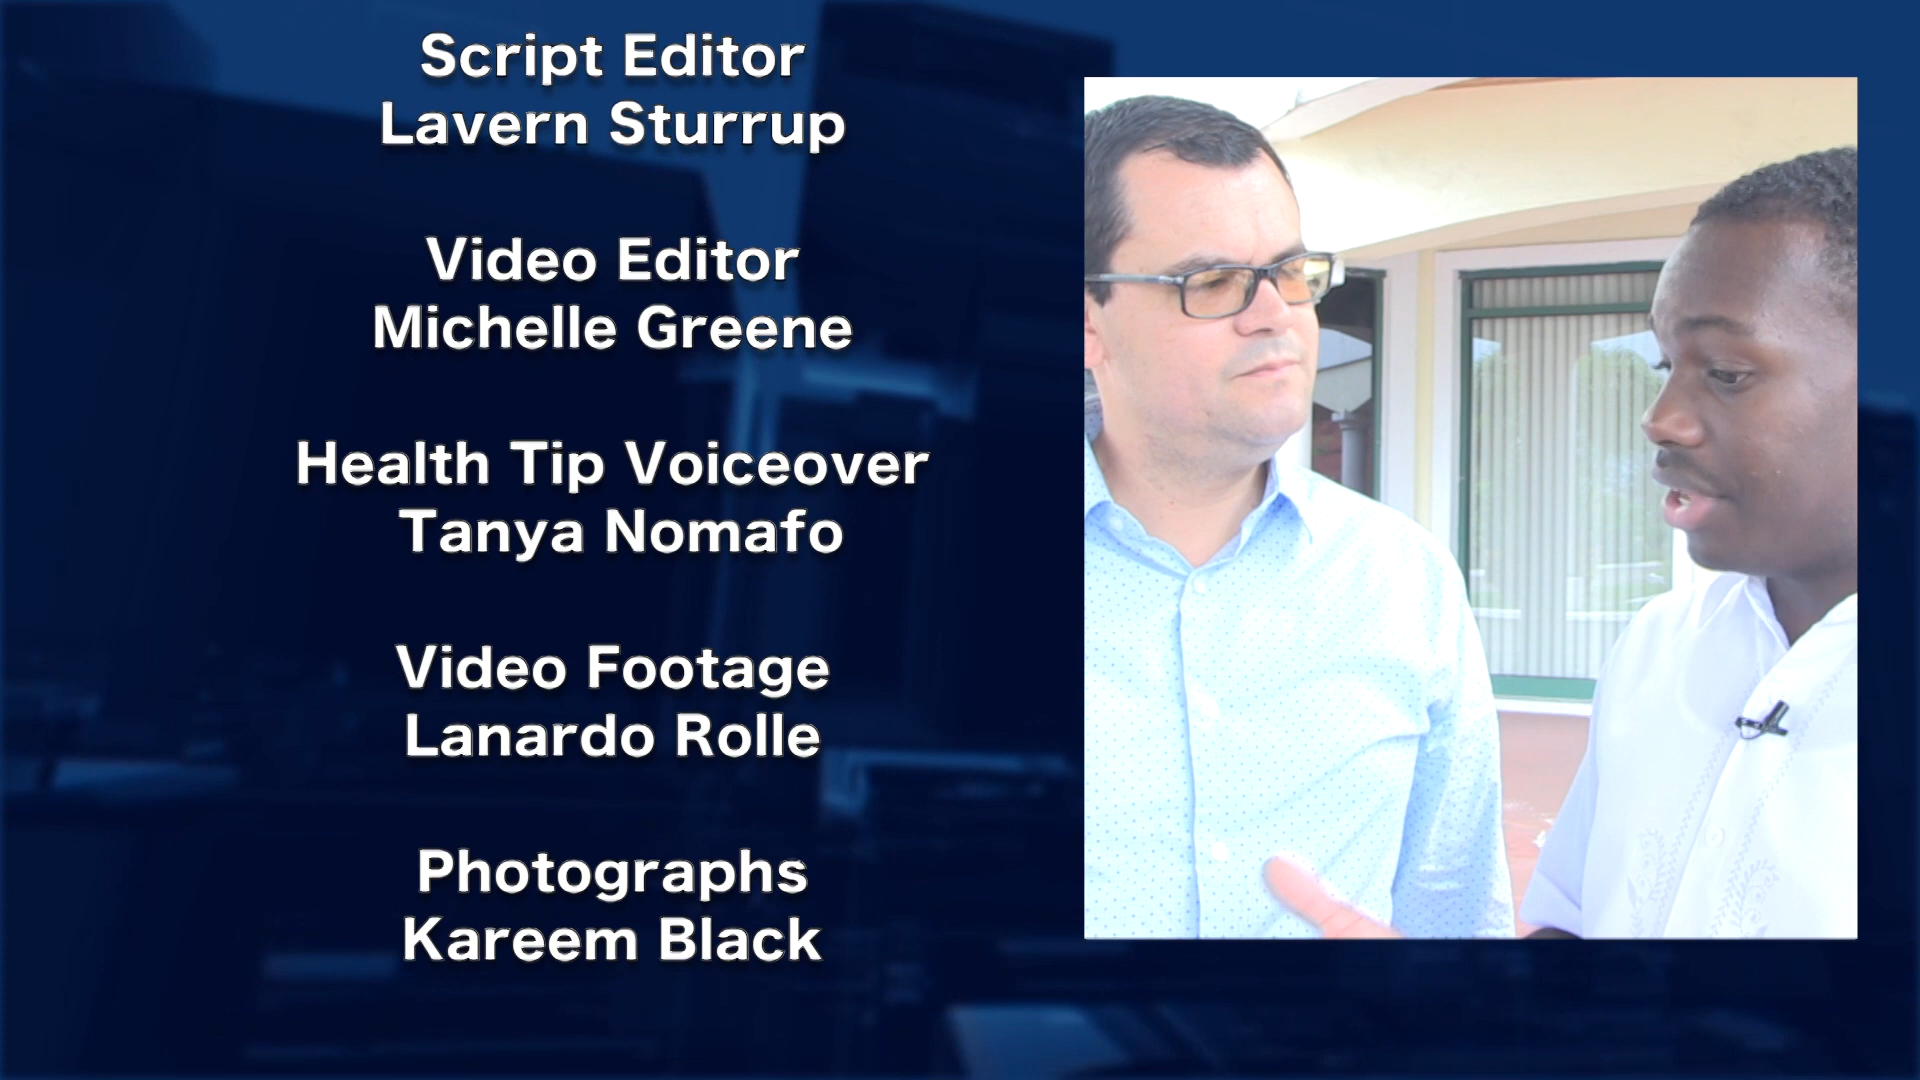 Script Editor
Lavern Sturrup
Video Editor
Michelle Greene
Health Tip Voiceover
Tanya Nomafo
Video Footage
Lanardo Rolle
Photographs
Kareem Black